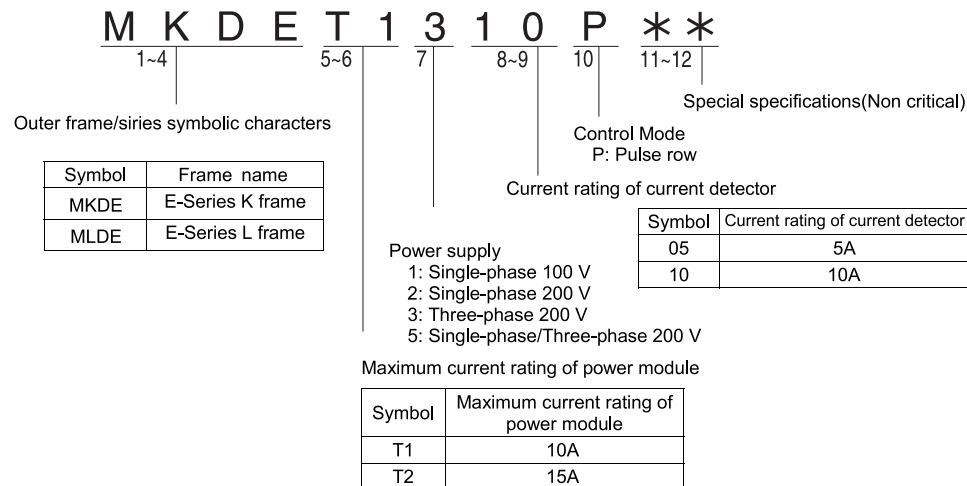 M K D E T 1 3 1 0 P * *
1~4 5~6 7 8~9 10 11~12
Special specifications(Non critical)
Outer frame/siries symbolic characters
Control Mode
P: Pulse row
Symbol Frame name
MKDE E-Series K frame
MLDE E-Series L frame
Current rating of current detector
Symbol Current rating of current detector
05 5A
10 10A
Power supply
1: Single-phase 100 V
2: Single-phase 200 V
3: Three-phase 200 V
5: Single-phase/Three-phase 200 V
Maximum current rating of power module
Symbol Maximum current rating of
power module
T1 10A
T2 15A